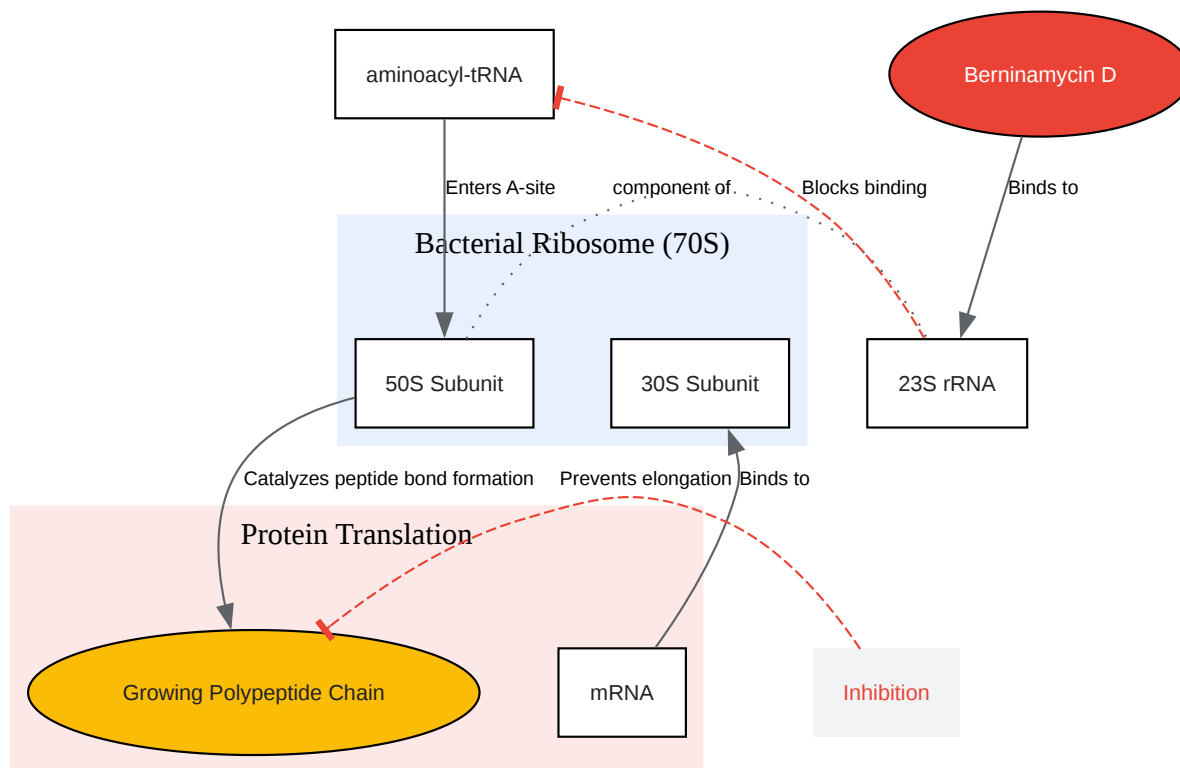 aminoacyl-tRNA
Berninamycin D
Enters A-site
component of
Blocks binding
Binds to
Bacterial Ribosome (70S)
50S Subunit
30S Subunit
23S rRNA
Catalyzes peptide bond formation
Prevents elongation
Binds to
Protein Translation
Growing Polypeptide Chain
mRNA
Inhibition